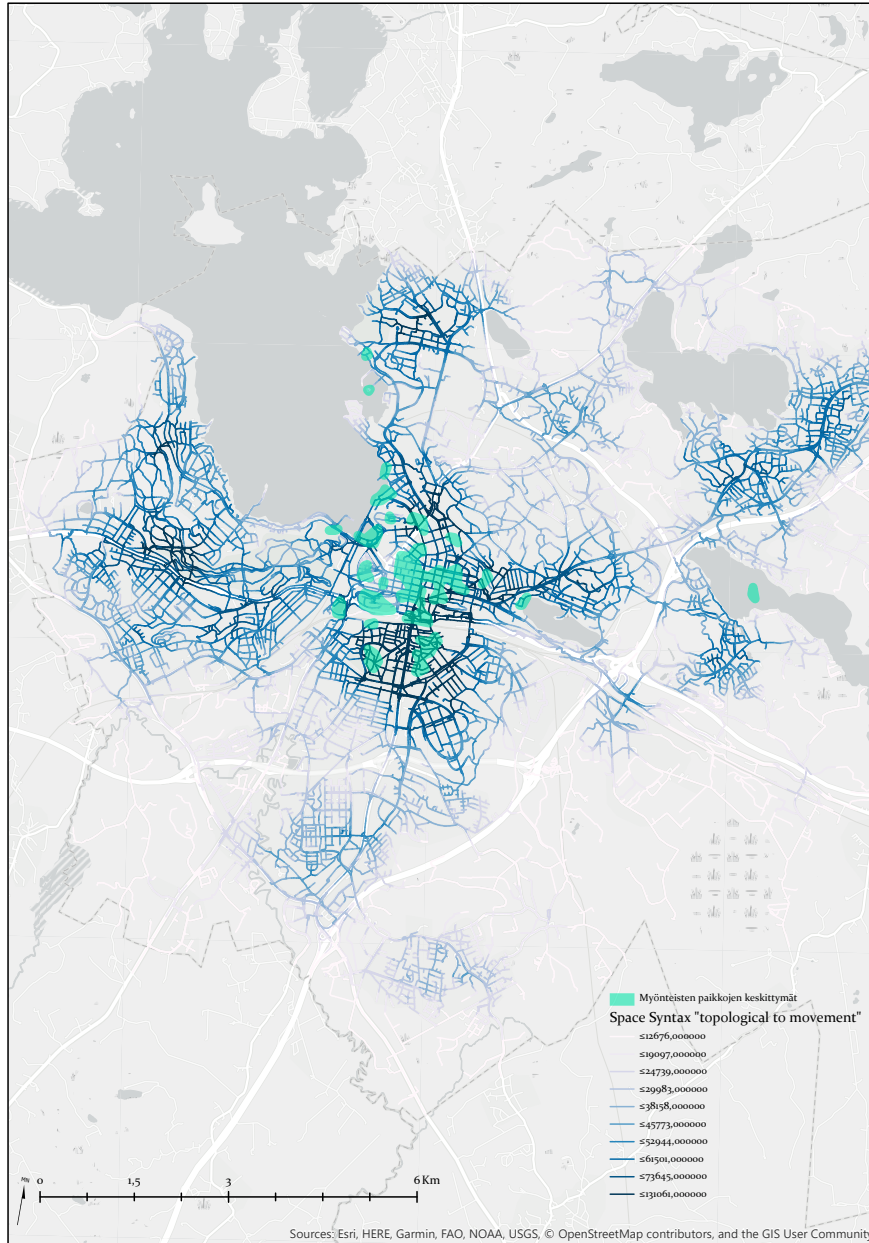 Myönteisten paikkojen keskittymät
Space Syntax "topological to movement"
≤12676,000000
≤19097,000000
≤24739,000000
≤29983,000000
≤38158,000000
≤45773,000000
≤52944,000000
≤61501,000000
≤73645,000000
≤131061,000000
MN
0 1,5 3 6 Km
Sources: Esri, HERE, Garmin, FAO, NOAA, USGS, © OpenStreetMap contributors, and the GIS User Community